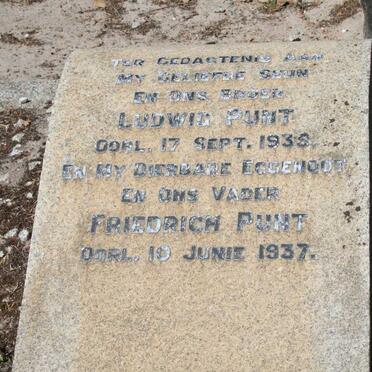 TER GEDAGTENIS AAN
MY GELIEFDE SEUN
EN ONS BROER
LUDWIG PUNT
OORL. 17 SEPT. 1938.
EN MY DIERBARE EGGENOOT
EN ONS VADER
FRIEDRICH PUNT
OORL. 10 JUNIE 1937.